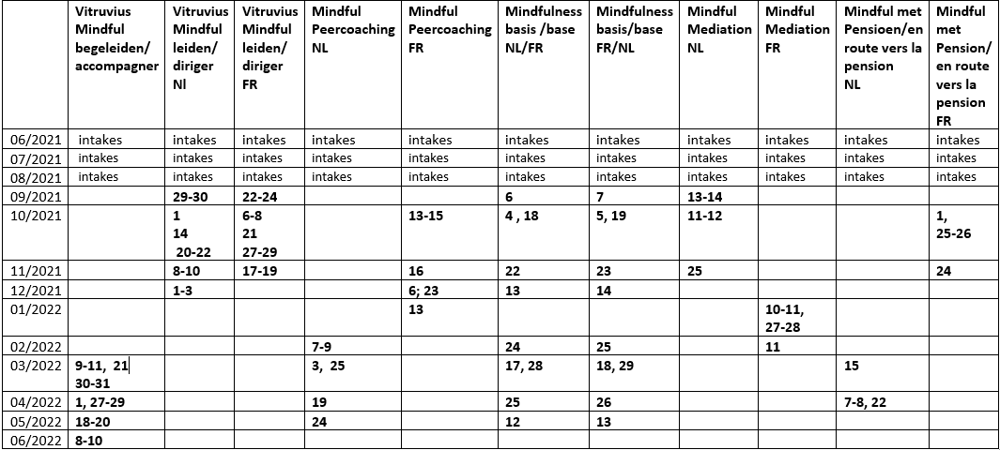 Vitruvius Mindful begeleiden/ accompagner | Vitruvius Mindful leiden/ diriger Nl | Vitruvius Mindful leiden/ diriger FR | Mindful Peercoaching NL | Mindful Peercoaching FR | Mindfulness basis /base NL/FR | Mindfulness basis/base FR/NL | Mindful Mediation NL | Mindful Mediation FR | Mindful met Pensioen/en route vers la pension NL | Mindful met Pension/ en route vers la pension FR
06/2021 | intakes | intakes | intakes | intakes | intakes | intakes | intakes | intakes | intakes | intakes | intakes
07/2021 | intakes | intakes | intakes | intakes | intakes | intakes | intakes | intakes | intakes | intakes | intakes
08/2021 | intakes | intakes | intakes | intakes | intakes | intakes | intakes | intakes | intakes | intakes | intakes
09/2021 | | 29-30 | 22-24 | | | 6 | 7 | 13-14 | | |
10/2021 | | 1 14 20-22 | 6-8 21 27-29 | | 13-15 | 4 , 18 | 5, 19 | 11-12 | | | 1, 25-26
11/2021 | | 8-10 | 17-19 | | 16 | 22 | 23 | 25 | | | 24
12/2021 | | 1-3 | | | 6; 23 | 13 | 14 | | | |
01/2022 | | | | | 13 | | | | 10-11, 27-28 | |
02/2022 | | | | 7-9 | | 24 | 25 | | 11 | |
03/2022 | 9-11, 21 30-31 | | | 3, 25 | | 17, 28 | 18, 29 | | | 15 |
04/2022 | 1, 27-29 | | | 19 | | 25 | 26 | | | 7-8, 22 |
05/2022 | 18-20 | | | 24 | | 12 | 13 | | | |
06/2022 | 8-10 | | | | | | | | | |